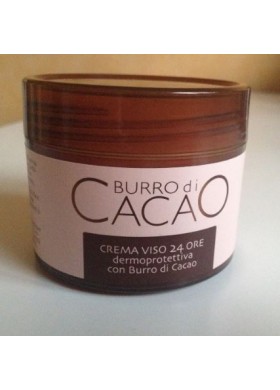 BURRO di
CACAO
CREMA VISO 24 ORE
dermoprotettiva
con Burro di Cacao